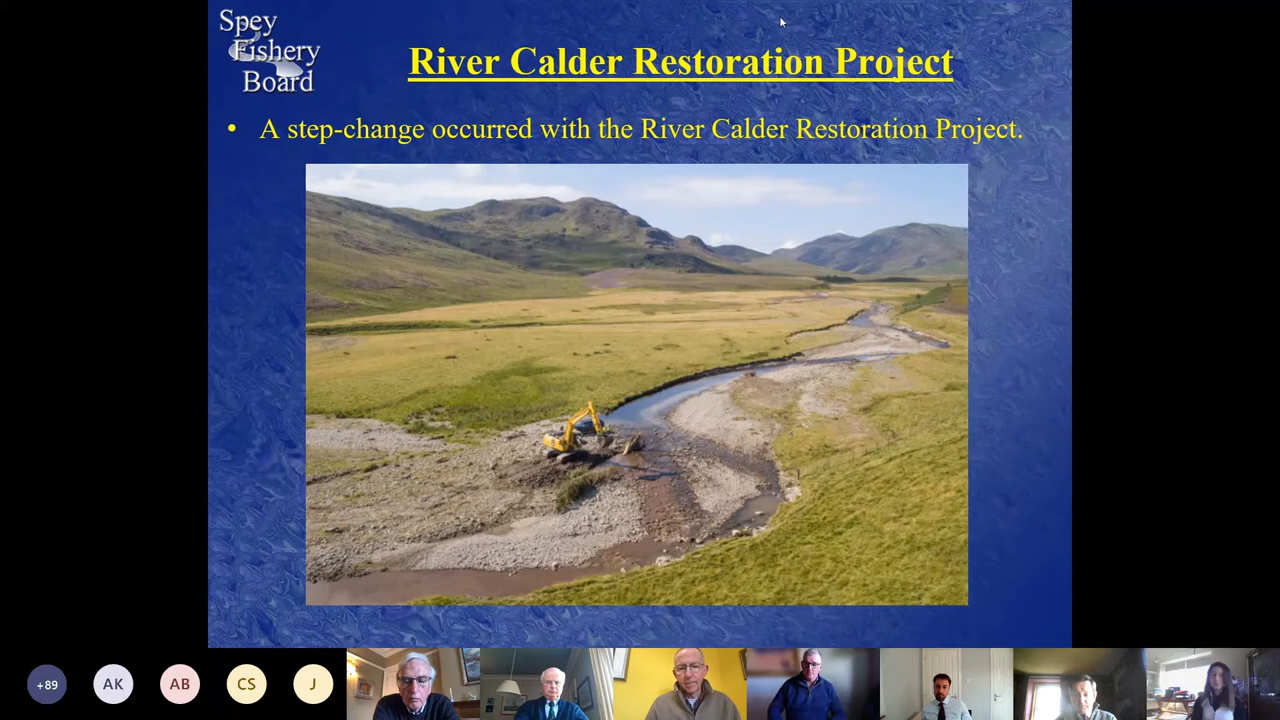 Spey
Fishery
Board
River Calder Restoration Project
• A step-change occurred with the River Calder Restoration Project.
+89
AK
AB
CS
J